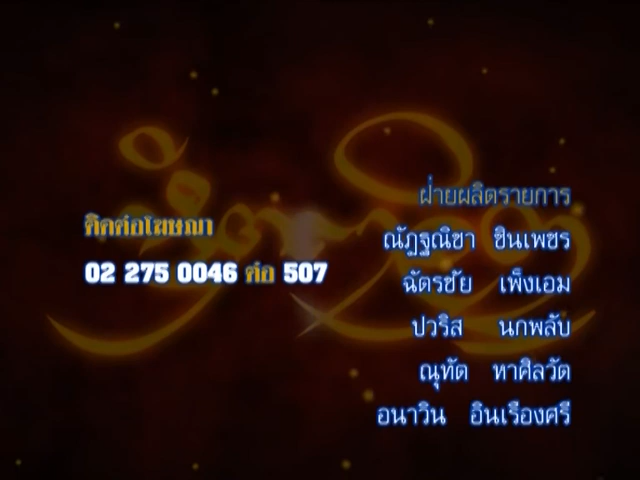 ฝ่ายผลิตรายการ
ติดต่อโฆษณา
ณัฏฐณิชา ชินเพชร
02 275 0046 ต่อ 507
ฉัตรชัย เพ็งเอม
ปวริส นกพลับ
ณุทัด ทาศิลวัด
อนาวิน อินเรืองศรี